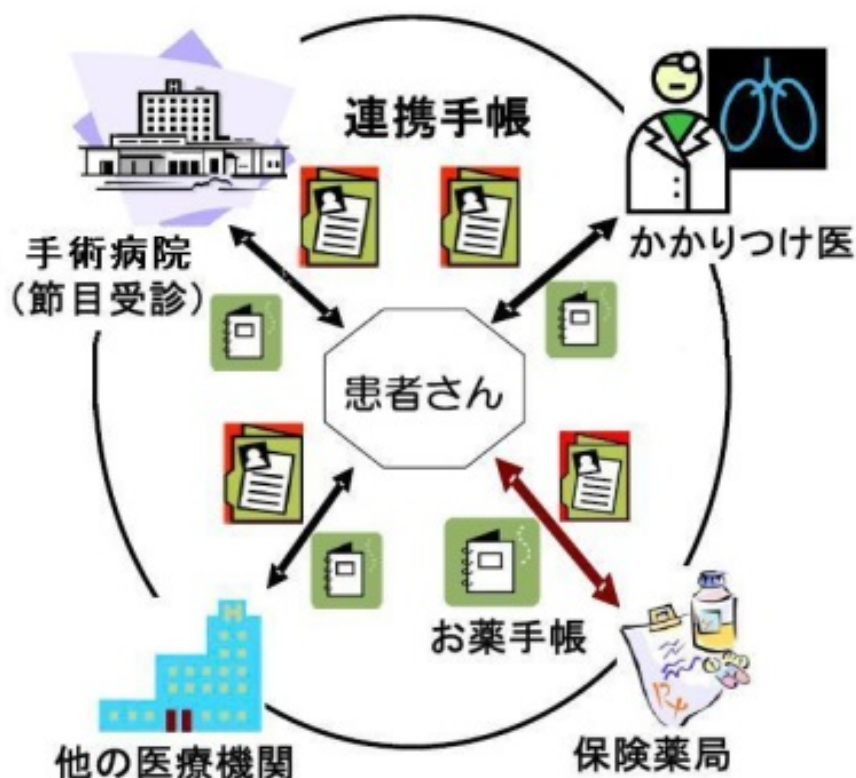 連携手帳
手術病院
（節目受診）
かかりつけ医
患者さん
お薬手帳
他の医療機関
保険薬局